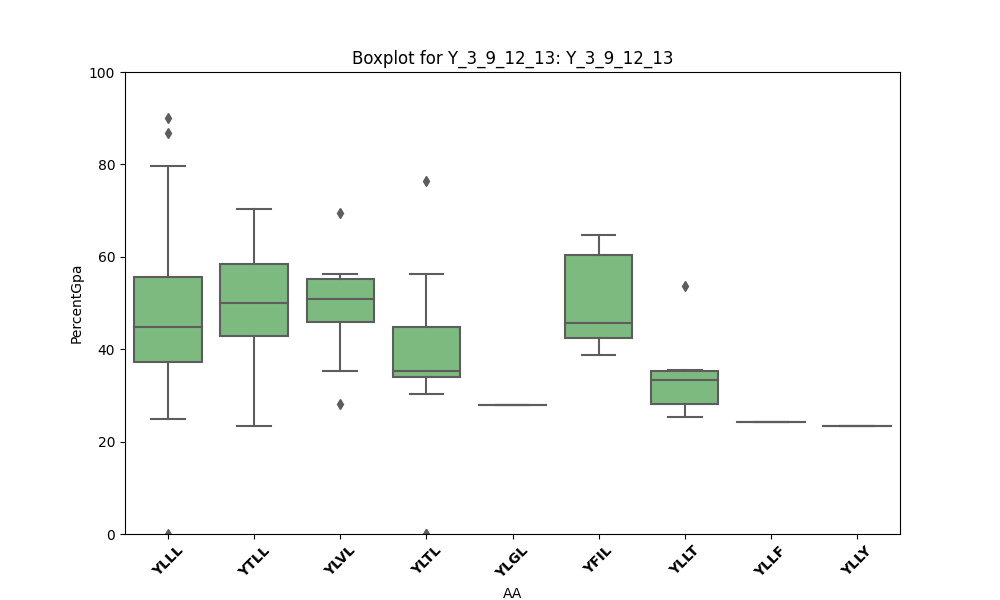 Boxplot for Y_3_9_12_13: Y_3_9_12_13
100
80
60
40
20
0
PercentGpa
YLLL
YTLL
YLVL
YLTL
YLGL
YFIL
YLLT
YLLF
YLLY
AA